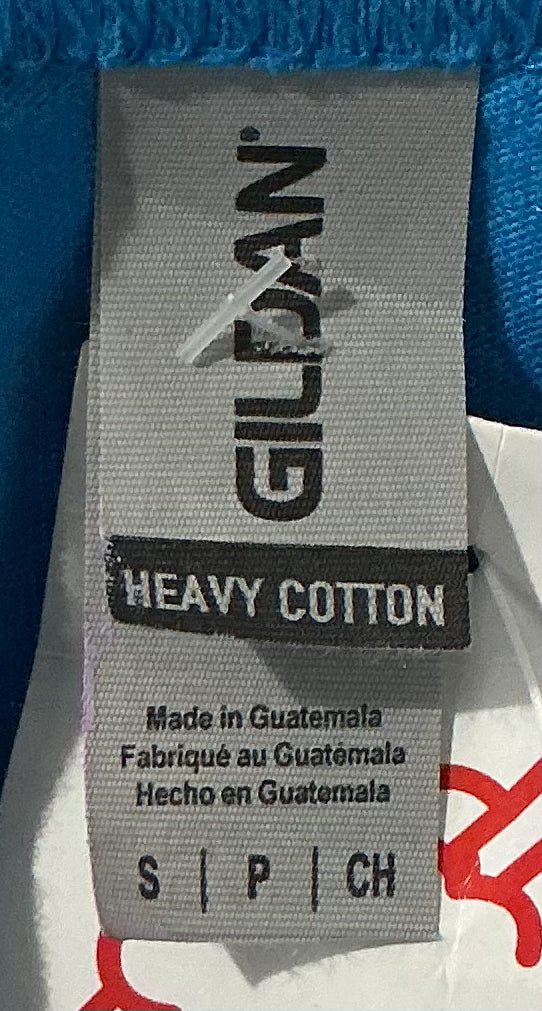 GILDAN
HEAVY COTTON
Made in Guatemala
Fabriqué au Guatemala
Hecho en Guatemala
S | P | CH